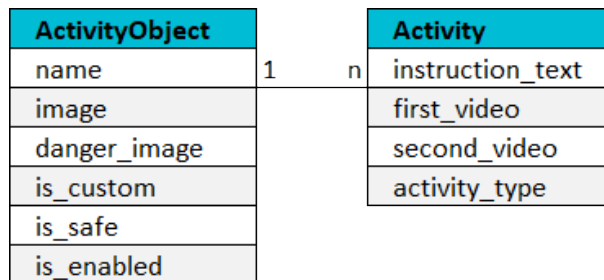 ActivityObject
name
image
danger_image
is_custom
is_safe
is_enabled
1 n
Activity
instruction_text
first_video
second_video
activity_type